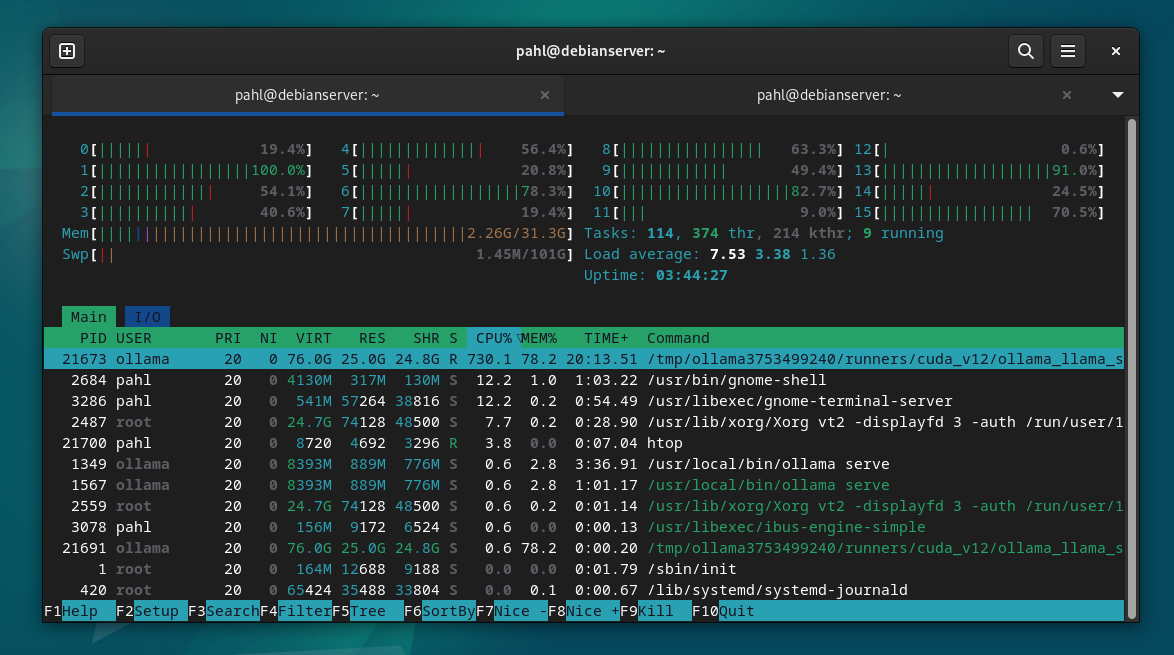 pahl@debianserver: ~
pahl@debianserver: ~ pahl@debianserver: ~
0[|||||| 19.4%] 4[|||||||||||||| 56.4%] 8[|||||||||||||||| 63.3%] 12[| 0.6%]
1[|||||||||||||||||100.0%] 5[|||||| 20.8%] 9[|||||||||||| 49.4%] 13[|||||||||||||||||||91.0%]
2[||||||||||||| 54.1%] 6[||||||||||||||||||78.3%] 10[|||||||||||||||||||82.7%] 14[|||||| 24.5%]
3[||||||||||| 40.6%] 7[|||||| 19.4%] 11[||| 9.0%] 15[||||||||||||||||| 70.5%]
Mem[|||||||||||||||||||||||||||||||||||||||||2.26G/31.3G] Tasks: 114, 374 thr, 214 kthr; 9 running
Swp[|| 1.45M/101G] Load average: 7.53 3.38 1.36
Uptime: 03:44:27
Main I/O
PID USER PRI NI VIRT RES SHR S CPU%▽MEM% TIME+ Command
21673 ollama 20 0 76.0G 25.0G 24.8G R 730.1 78.2 20:13.51 /tmp/ollama3753499240/runners/cuda_v12/ollama_llama_s
2684 pahl 20 0 4130M 317M 130M S 12.2 1.0 1:03.22 /usr/bin/gnome-shell
3286 pahl 20 0 541M 57264 38816 S 12.2 0.2 0:54.49 /usr/libexec/gnome-terminal-server
2487 root 20 0 24.7G 74128 48500 S 7.7 0.2 0:28.90 /usr/lib/xorg/Xorg vt2 -displayfd 3 -auth /run/user/1
21700 pahl 20 0 8720 4692 3296 R 3.8 0.0 0:07.04 htop
1349 ollama 20 0 8393M 889M 776M S 0.6 2.8 3:36.91 /usr/local/bin/ollama serve
1567 ollama 20 0 8393M 889M 776M S 0.6 2.8 1:01.17 /usr/local/bin/ollama serve
2559 root 20 0 24.7G 74128 48500 S 0.6 0.2 0:01.14 /usr/lib/xorg/Xorg vt2 -displayfd 3 -auth /run/user/1
3078 pahl 20 0 156M 9172 6524 S 0.6 0.0 0:00.13 /usr/libexec/ibus-engine-simple
21691 ollama 20 0 76.0G 25.0G 24.8G S 0.6 78.2 0:00.20 /tmp/ollama3753499240/runners/cuda_v12/ollama_llama_s
1 root 20 0 164M 12688 9188 S 0.0 0.0 0:01.79 /sbin/init
420 root 20 0 65424 35488 33804 S 0.0 0.1 0:00.67 /lib/systemd/systemd-journald
F1Help F2Setup F3SearchF4FilterF5Tree F6SortByF7Nice -F8Nice +F9Kill F10Quit